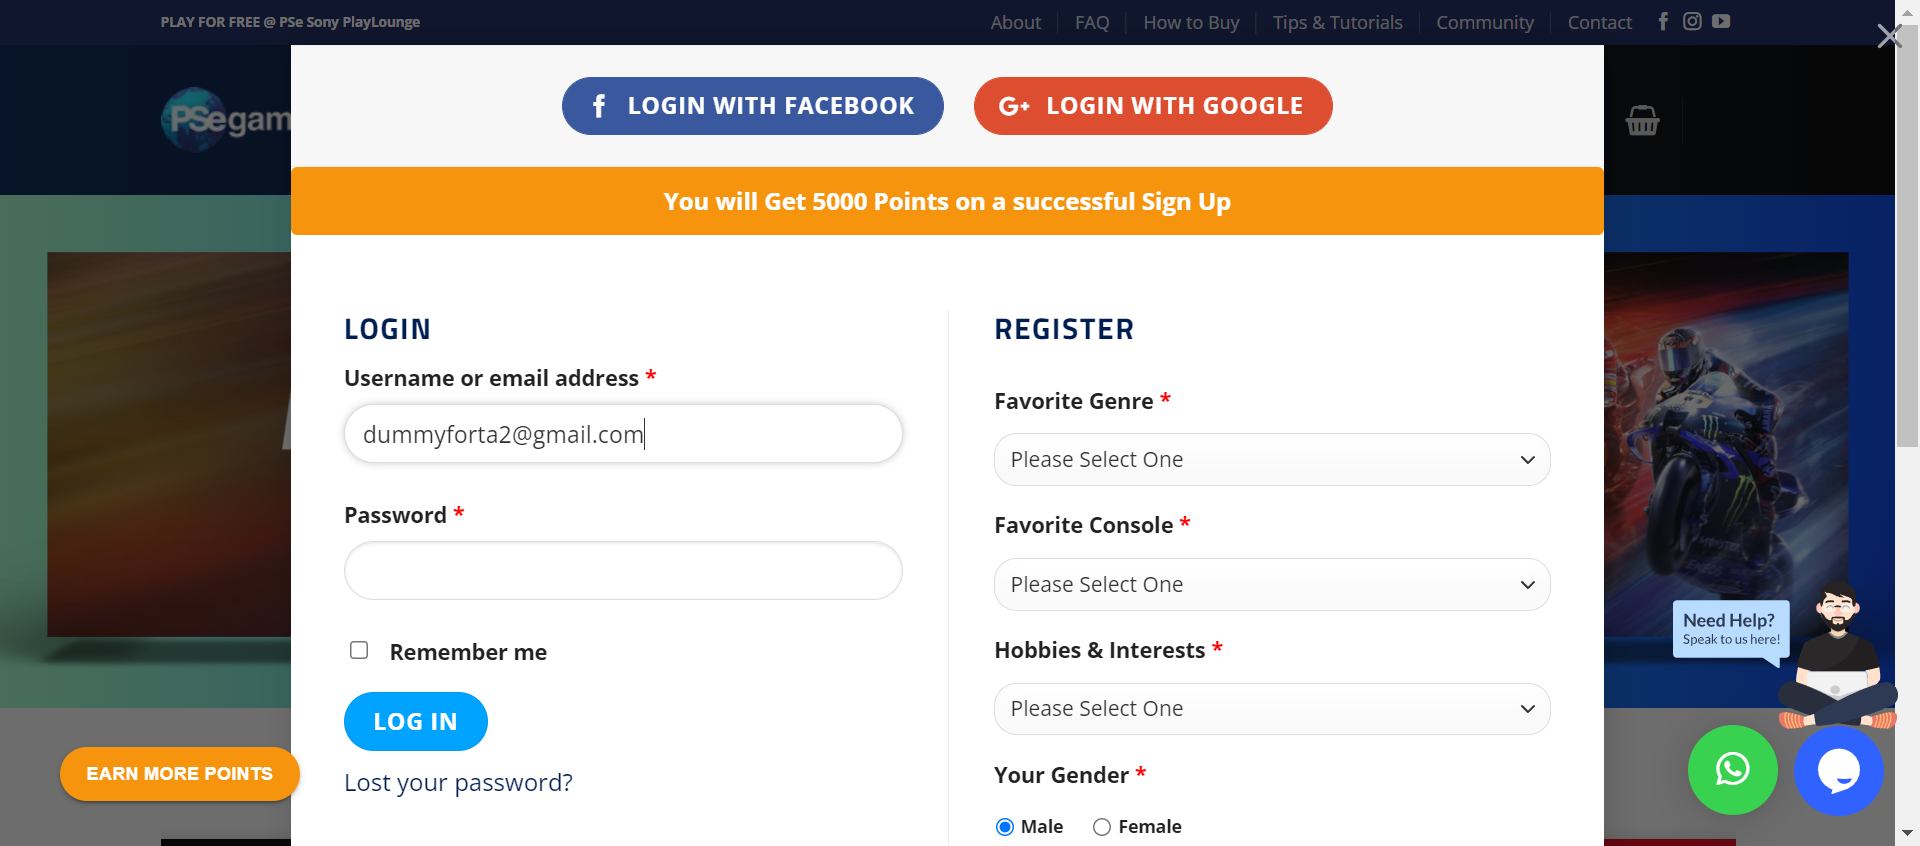 PLAY FOR FREE @ PSe Sony PlayLounge
About
FAQ
How to Buy
Tips & Tutorials
Community
Contact
PSegam
LOGIN WITH FACEBOOK
LOGIN WITH GOOGLE
You will Get 5000 Points on a successful Sign Up
LOGIN
Username or email address *
dummyforta2@gmail.com
Password *
Remember me
LOG IN
Lost your password?
REGISTER
Favorite Genre *
Please Select One
Favorite Console *
Please Select One
Hobbies & Interests *
Please Select One
Your Gender *
Male
Female
EARN MORE POINTS
Need Help?
Speak to us here!